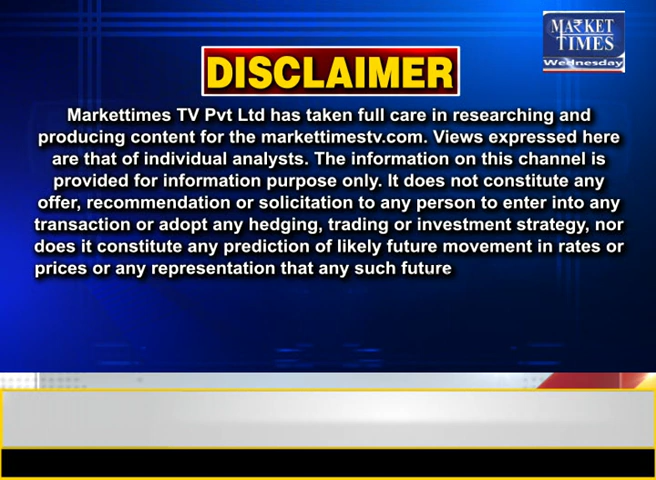 MARKET
TIMES
Wednesday
DISCLAIMER
Markettimes TV Pvt Ltd has taken full care in researching and
producing content for the markettimestv.com. Views expressed here
are that of individual analysts. The information on this channel is
provided for information purpose only. It does not constitute any
offer, recommendation or solicitation to any person to enter into any
transaction or adopt any hedging, trading or investment strategy, nor
does it constitute any prediction of likely future movement in rates or
prices or any representation that any such future